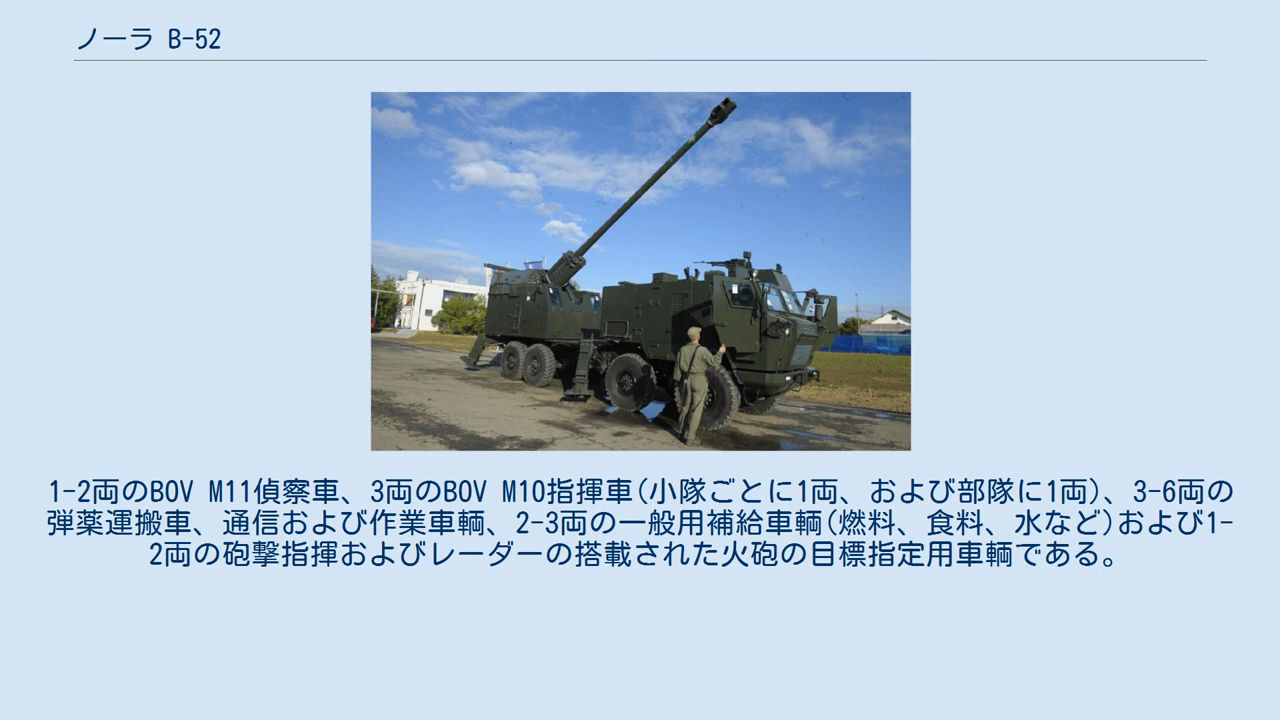 ノーラ B-52
1-2両のBOV M11偵察車、3両のBOV M10指揮車(小隊ごとに1両、および部隊に1両)、3-6両の
弾薬運搬車、通信および作業車輌、2-3両の一般用補給車輌(燃料、食料、水など)および1-
2両の砲撃指揮およびレーダーの搭載された火砲の目標指定用車輌である。